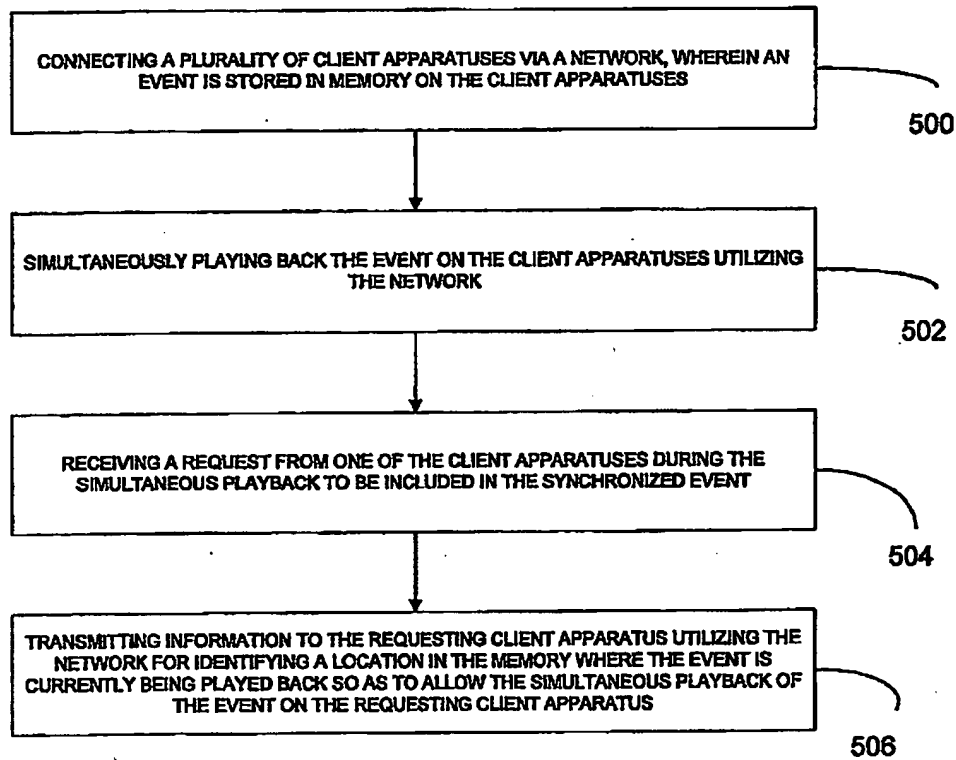 CONNECTING A PLURALITY OF CLIENT APPARATUSES VIA A NETWORK, WHEREIN AN
EVENT IS STORED IN MEMORY ON THE CLIENT APPARATUSES
500
SIMULTANEOUSLY PLAYING BACK THE EVENT ON THE CLIENT APPARATUSES UTILIZING
THE NETWORK
502
RECEIVING A REQUEST FROM ONE OF THE CLIENT APPARATUSES DURING THE
SIMULTANEOUS PLAYBACK TO BE INCLUDED IN THE SYNCHRONIZED EVENT
504
TRANSMITTING INFORMATION TO THE REQUESTING CLIENT APPARATUS UTILIZING THE
NETWORK FOR IDENTIFYING A LOCATION IN THE MEMORY WHERE THE EVENT IS
CURRENTLY BEING PLAYED BACK SO AS TO ALLOW THE SIMULTANEOUS PLAYBACK OF
THE EVENT ON THE REQUESTING CLIENT APPARATUS
506